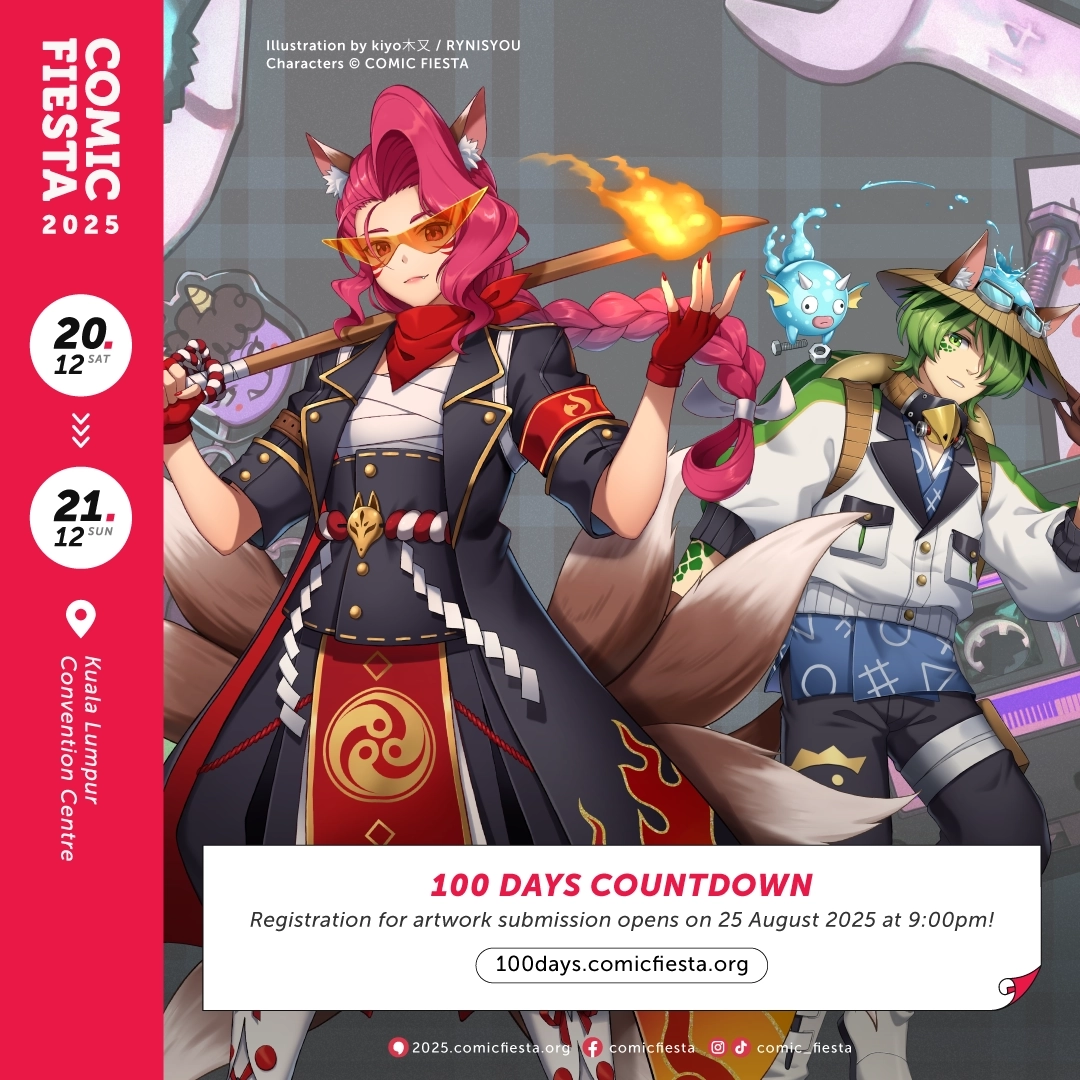 COMIC
FIESTA
2025
20.
12 SAT
21.
12 SUN
Kuala Lumpur
Convention Centre
Illustration by kiyo木又 / RYNISYOU
Characters © COMIC FIESTA
14
100 DAYS COUNTDOWN
Registration for artwork submission opens on 25 August 2025 at 9:00pm!
100days.comicfiesta.org
2025.comicfiesta.org comicfiesta comic_fiesta